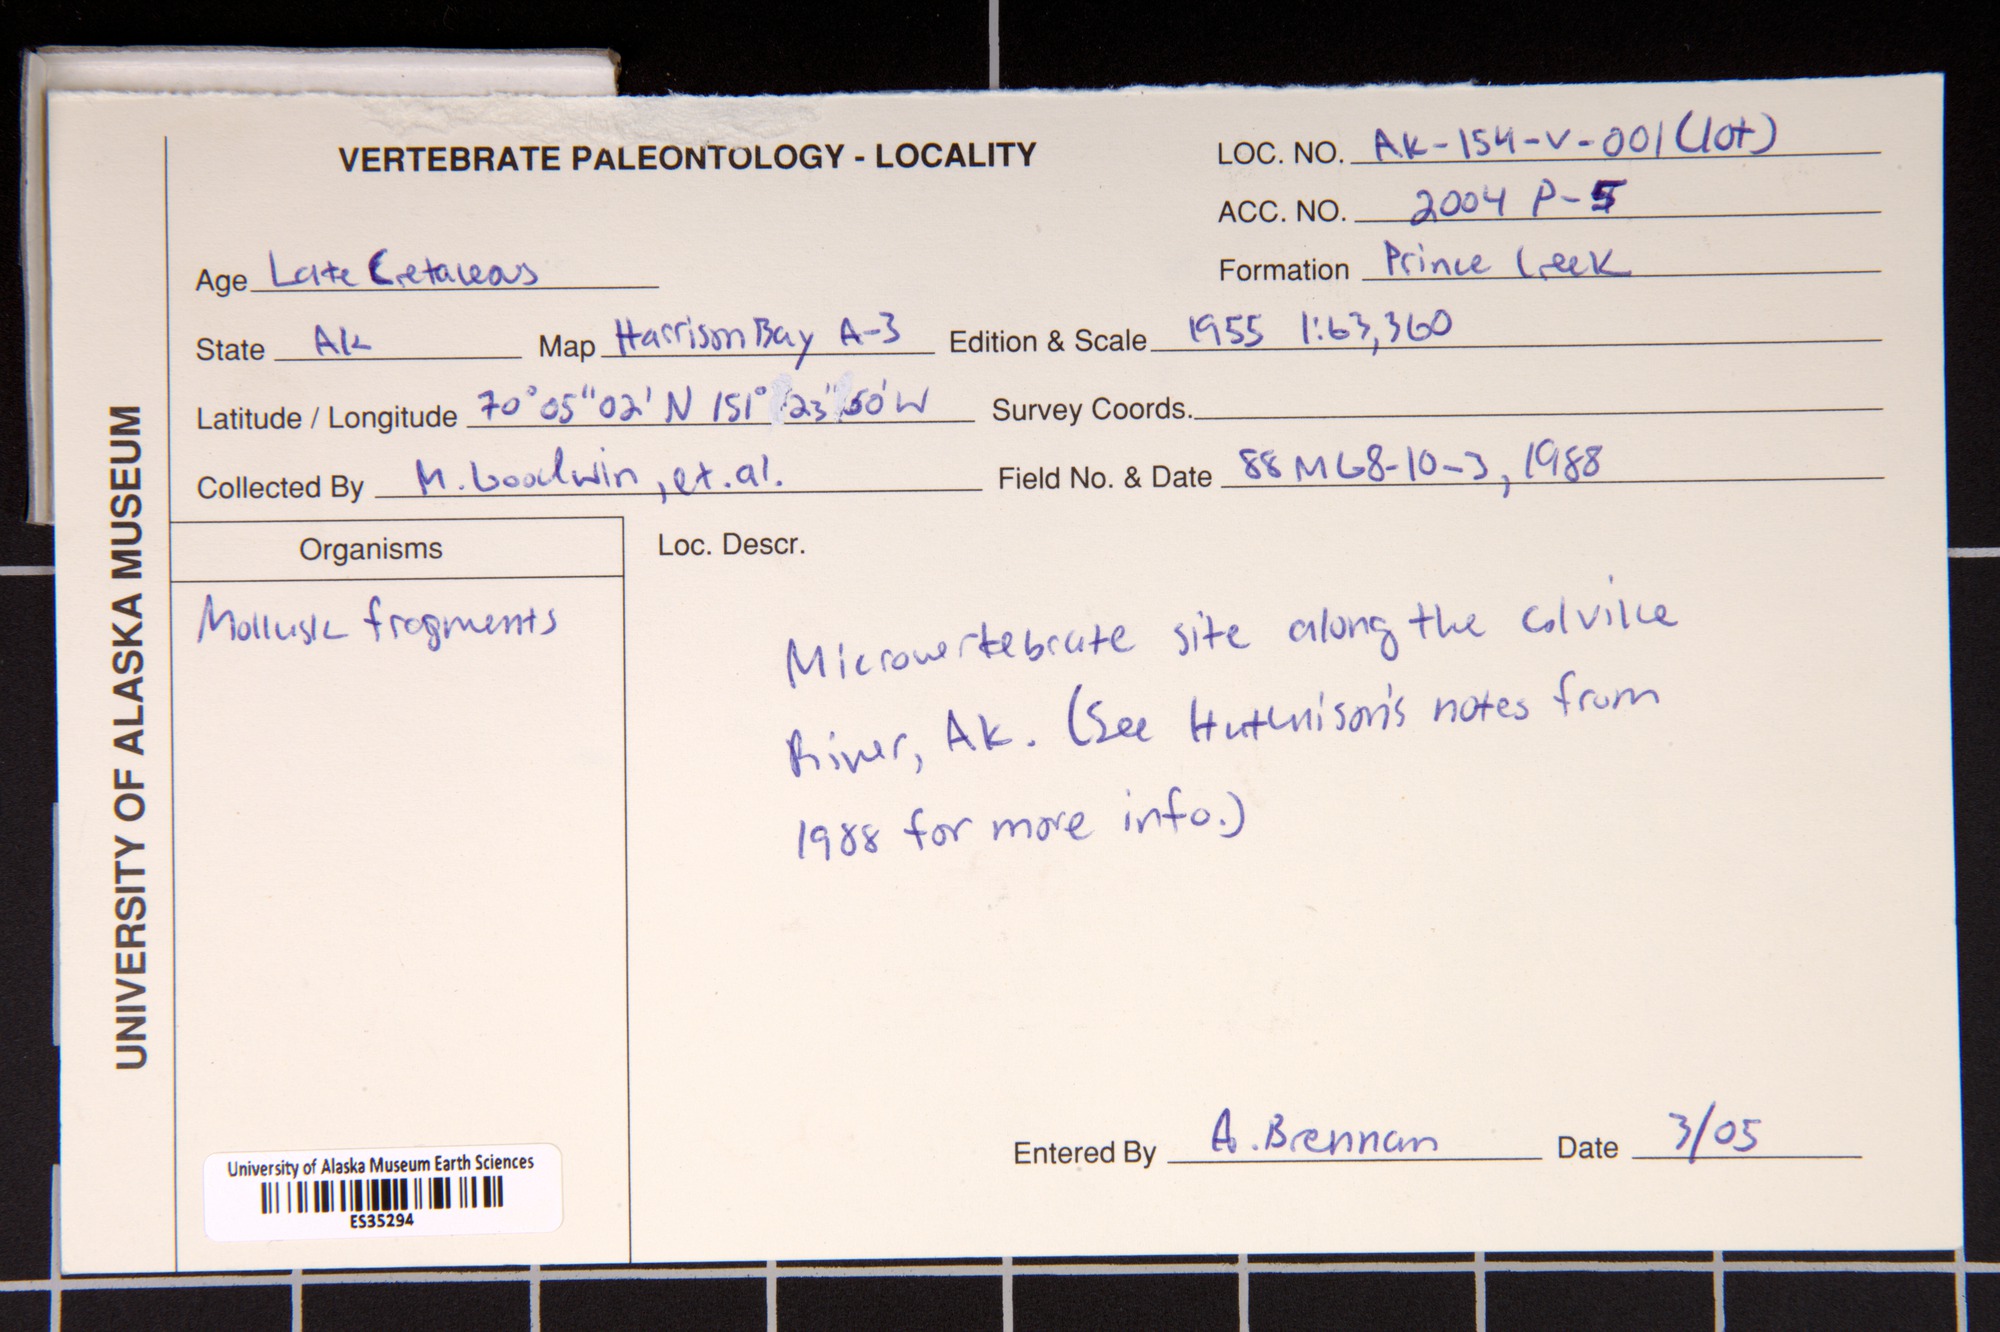 VERTEBRATE PALEONTOLOGY - LOCALITY
LOC. NO. AK-154-V-001 (lot)
ACC. NO. 2004 P-5
Age Late Cretaceous
Formation Prince Creek
State AK Map Harrison Bay A-3 Edition & Scale 1955 1:63,360
Latitude / Longitude 70°05"02' N 151°23"50'W Survey Coords.
Collected By M. Goodwin, et. al. Field No. & Date 88MG8-10-3, 1988
Organisms
Loc. Descr.
Mollusk fragments
Microvertebrate site along the Colville
River, AK. (See Hutchison's notes from
1988 for more info.)
Entered By A. Brennan Date 3/05
UNIVERSITY OF ALASKA MUSEUM
University of Alaska Museum Earth Sciences
ES35294